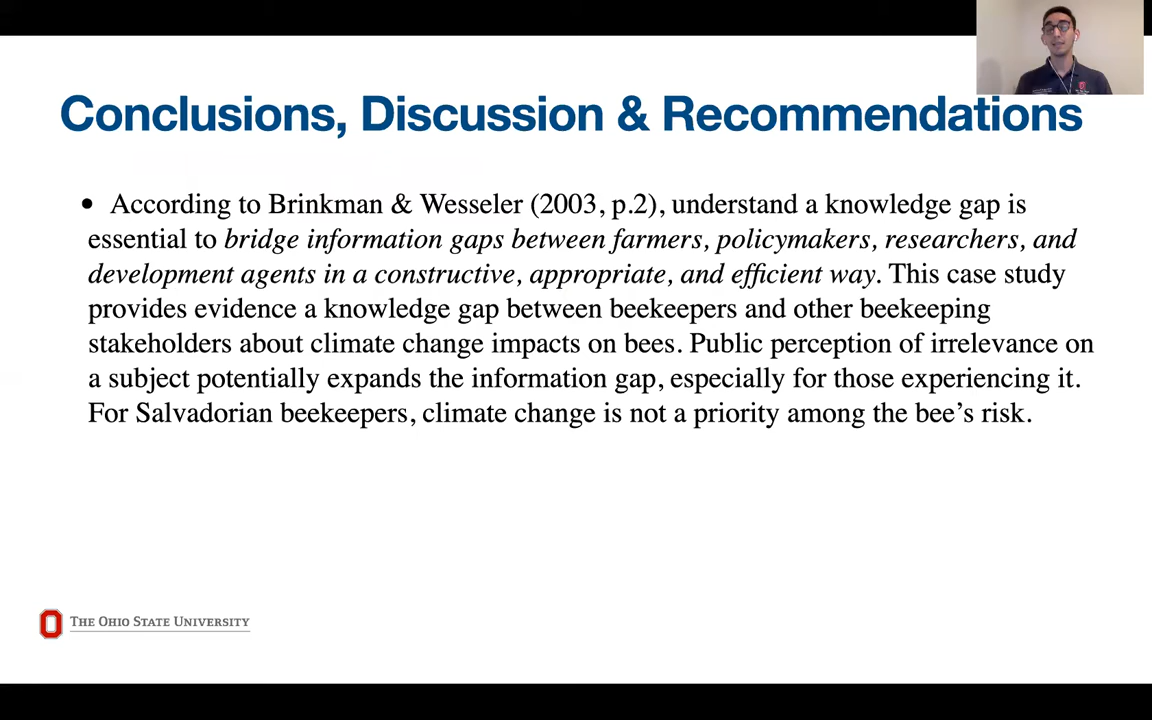 Conclusions, Discussion & Recommendations
• According to Brinkman & Wesseler (2003, p.2), understand a knowledge gap is
essential to bridge information gaps between farmers, policymakers, researchers, and
development agents in a constructive, appropriate, and efficient way. This case study
provides evidence a knowledge gap between beekeepers and other beekeeping
stakeholders about climate change impacts on bees. Public perception of irrelevance on
a subject potentially expands the information gap, especially for those experiencing it.
For Salvadorian beekeepers, climate change is not a priority among the bee’s risk.
THE OHIO STATE UNIVERSITY